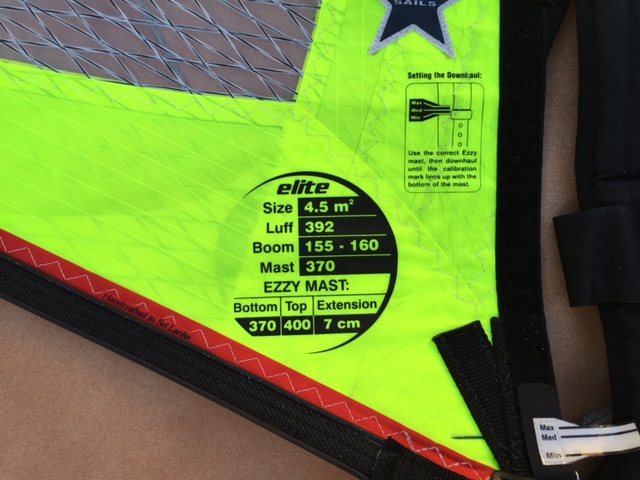 SAILS
Setting the Downhaul:
Max
Med
Min
Use the correct Ezzy
mast, then downhaul
until the calibration
mark lines up with the
bottom of the mast.
elite
Size 4.5 m²
Luff 392
Boom 155 - 160
Mast 370
EZZY MAST:
Bottom Top Extension
370 400 7 cm
Handcrafted in Sri Lanka
Max
Med
Min